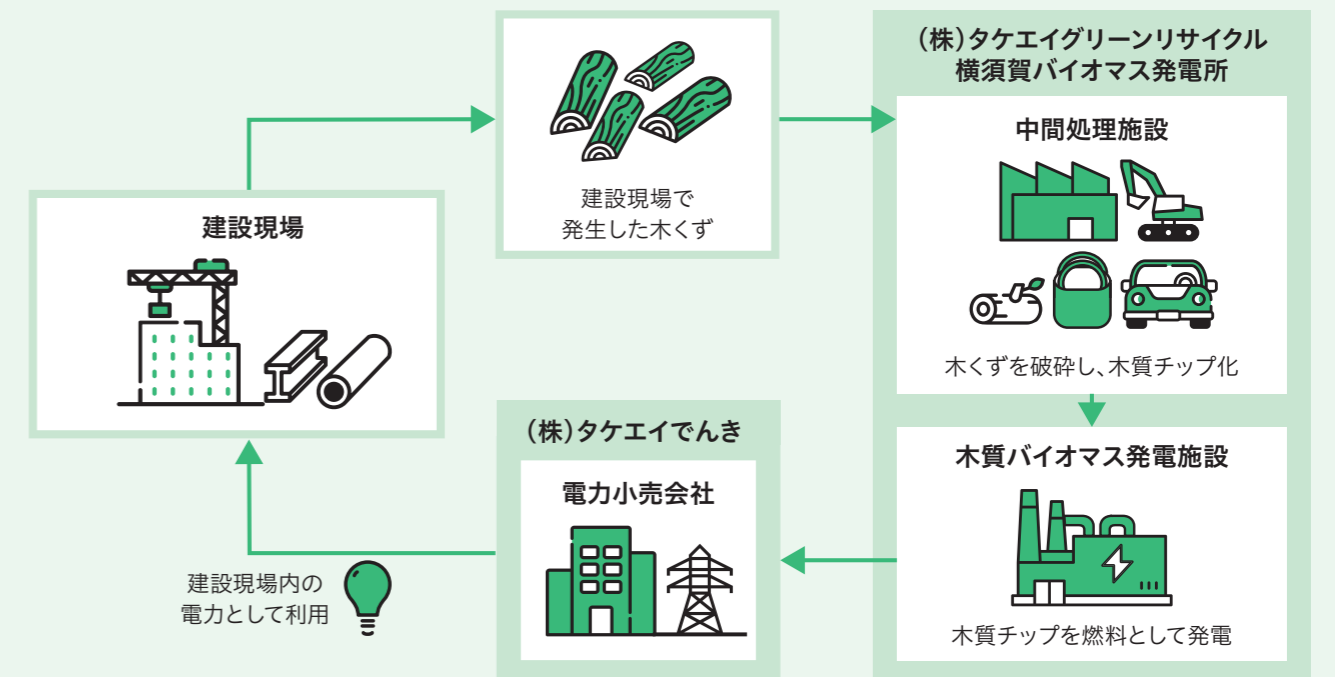 建設現場
建設現場で
発生した木くず
（株）タケエイグリーンリサイクル
横須賀バイオマス発電所
中間処理施設
木くずを破砕し、木質チップ化
木質バイオマス発電施設
木質チップを燃料として発電
（株）タケエイでんき
電力小売会社
建設現場内の
電力として利用